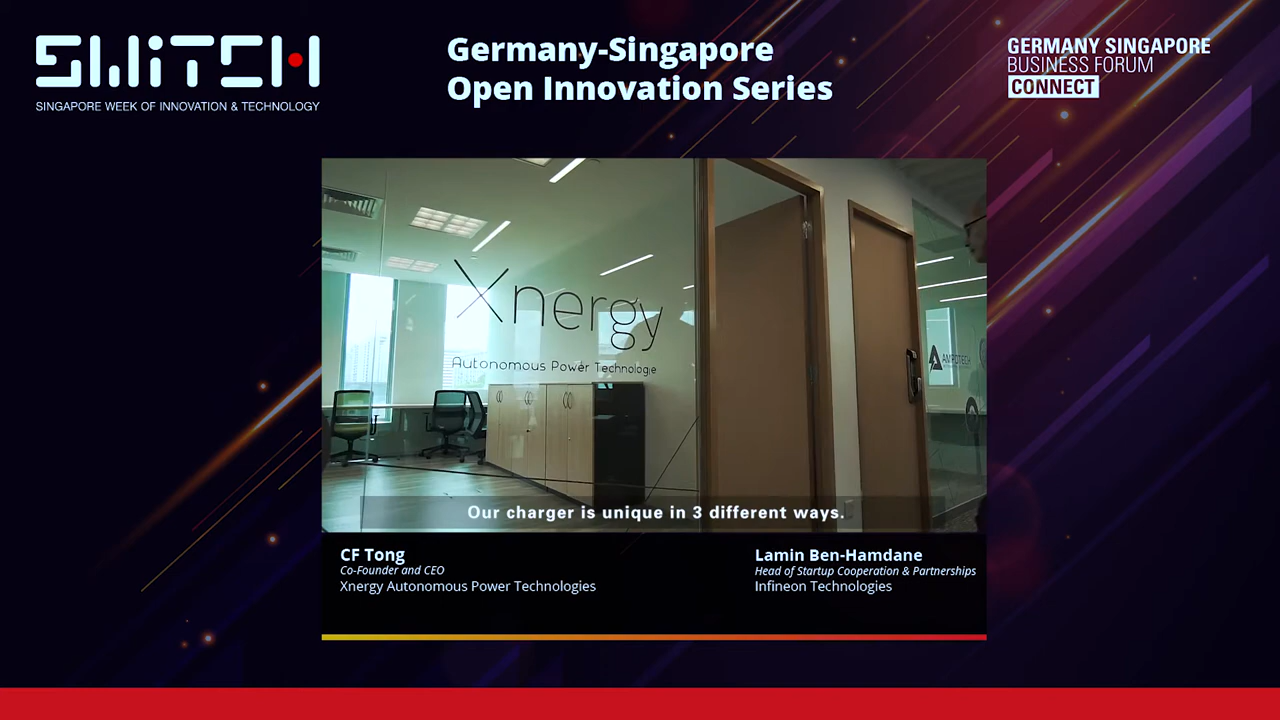 SWITCH
SINGAPORE WEEK OF INNOVATION & TECHNOLOGY
Germany-Singapore
Open Innovation Series
GERMANY SINGAPORE
BUSINESS FORUM
CONNECT
Xnergy
Autonomous Power Technologie
AMPOTECH
Our charger is unique in 3 different ways.
CF Tong
Co-Founder and CEO
Xnergy Autonomous Power Technologies
Lamin Ben-Hamdane
Head of Startup Cooperation & Partnerships
Infineon Technologies